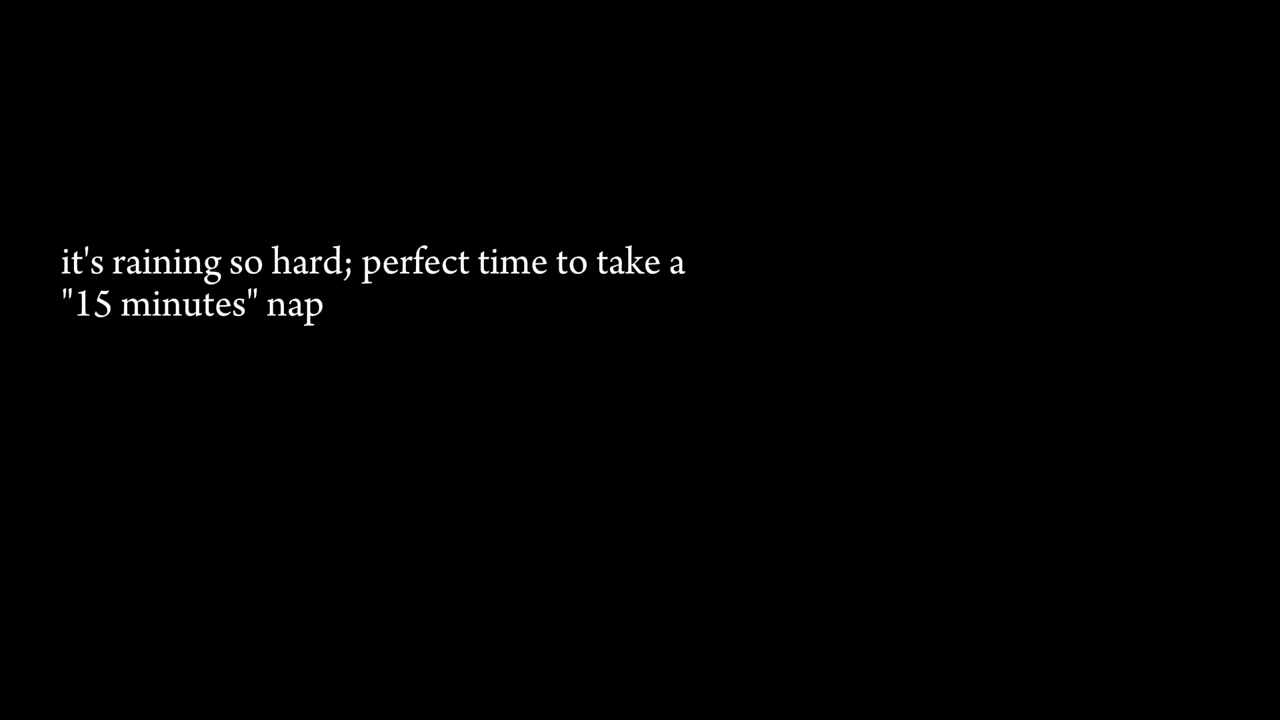 it's raining so hard; perfect time to take a
"15 minutes" nap